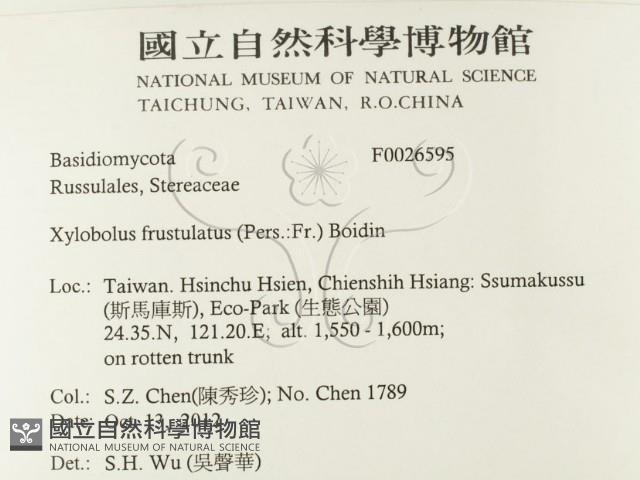 國立自然科學博物館
NATIONAL MUSEUM OF NATURAL SCIENCE
TAICHUNG, TAIWAN, R.O.CHINA
Basidiomycota F0026595
Russulales, Stereaceae
Xylobolus frustulatus (Pers.:Fr.) Boidin
Loc.: Taiwan. Hsinchu Hsien, Chienshih Hsiang: Ssumakussu
(斯馬庫斯), Eco-Park (生態公園)
24.35.N, 121.20.E; alt. 1,550 - 1,600m;
on rotten trunk
Col.: S.Z. Chen(陳秀珍); No. Chen 1789
Date: Oct. 13, 2012
國立自然科學博物館
NATIONAL MUSEUM OF NATURAL SCIENCE
Det.: S.H. Wu (吳聲華)